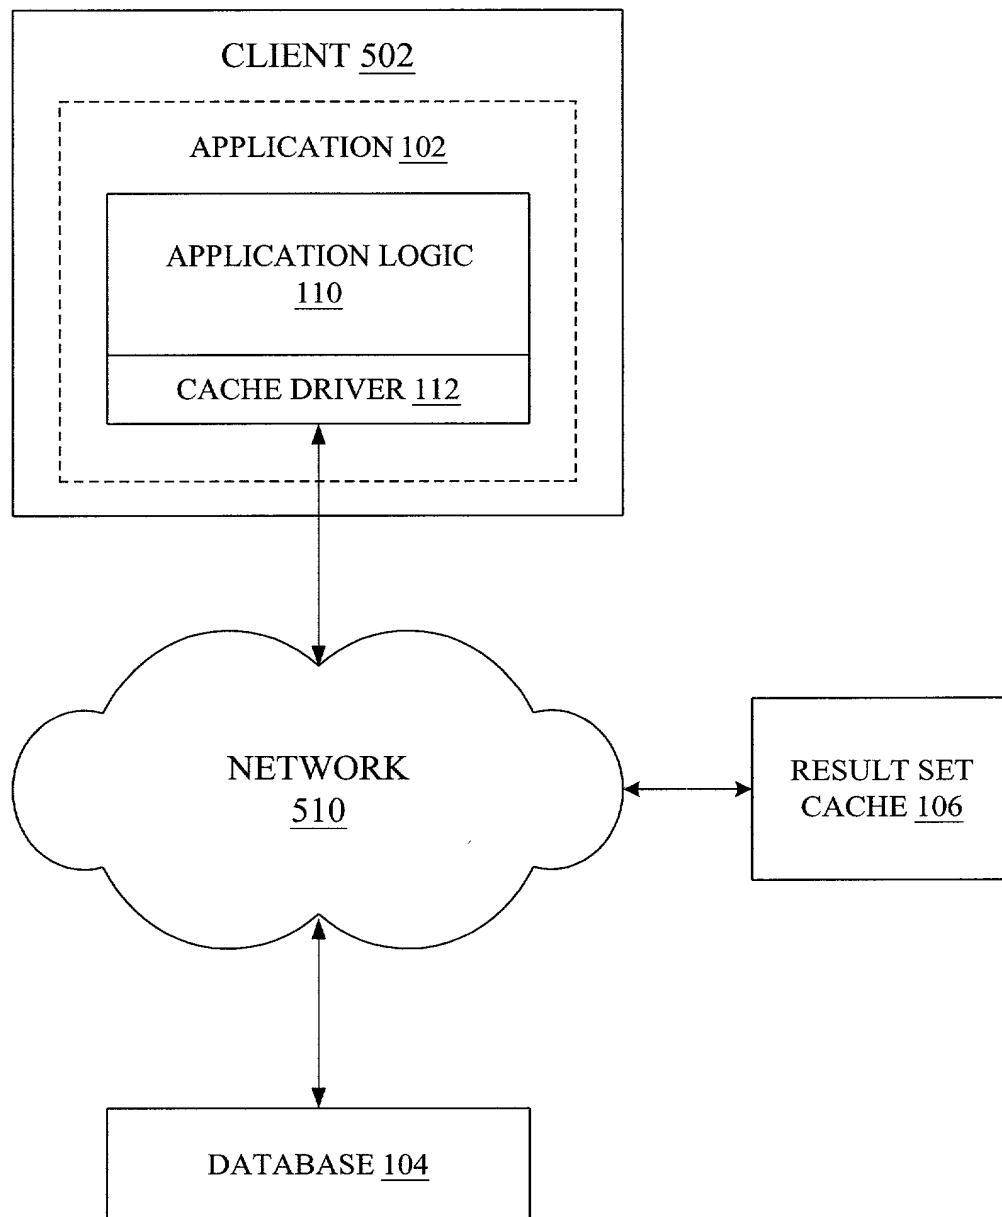 CLIENT 502
APPLICATION 102
APPLICATION LOGIC
110
CACHE DRIVER 112
NETWORK
510
RESULT SET
CACHE 106
DATABASE 104